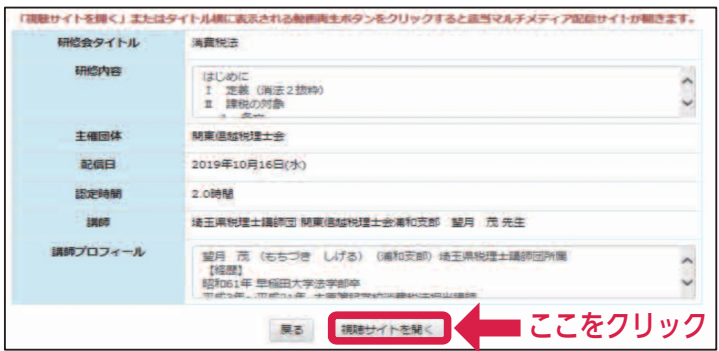 「視聴サイトを開く」またはタイトル横に表示される動画再生ボタンをクリックすると該当マルチメディア配信サイトが開きます。
研修会タイトル 消費税法
研修内容 はじめに
Ⅰ 定義（消法２抜粋）
Ⅱ 課税の対象
主催団体 関東信越税理士会
配信日 2019年10月16日(水)
認定時間 2.0時間
講師 埼玉県税理士講師団 関東信越税理士会浦和支部 望月 茂 先生
講師プロフィール 望月 茂（もちづき しげる）（浦和支部）埼玉県税理士講師団所属
【経歴】
昭和61年 早稲田大学法学部卒
戻る 視聴サイトを開く ここをクリック